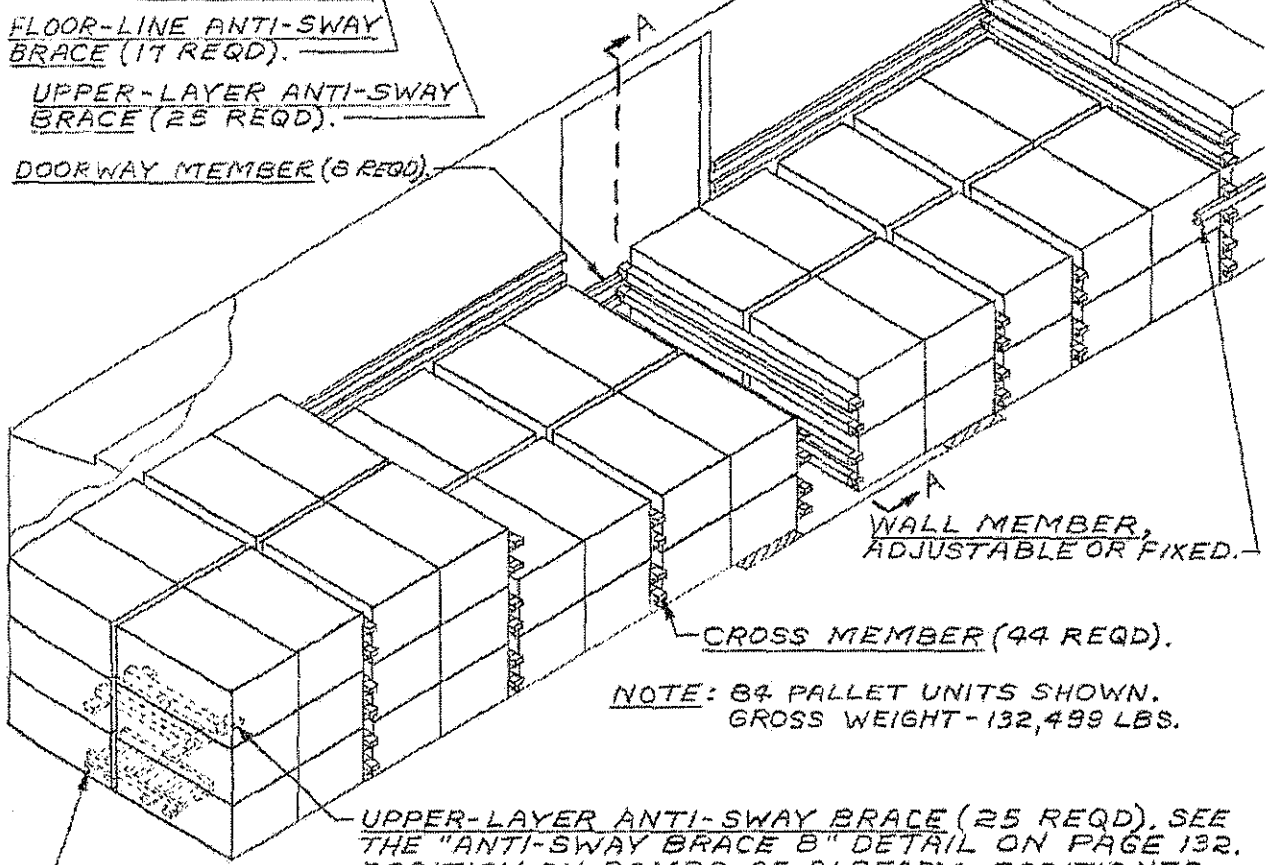 FLOOR-LINE ANTI-SWAY
BRACE (17 REQD).
UPPER-LAYER ANTI-SWAY
BRACE (25 REQD).
DOORWAY MEMBER (8 REQD).
A
A
WALL MEMBER,
ADJUSTABLE OR FIXED.
CROSS MEMBER (44 REQD).
NOTE: 84 PALLET UNITS SHOWN.
GROSS WEIGHT - 132,499 LBS.
UPPER-LAYER ANTI-SWAY BRACE (25 REQD). SEE
THE "ANTI-SWAY BRACE B" DETAIL ON PAGE 132.